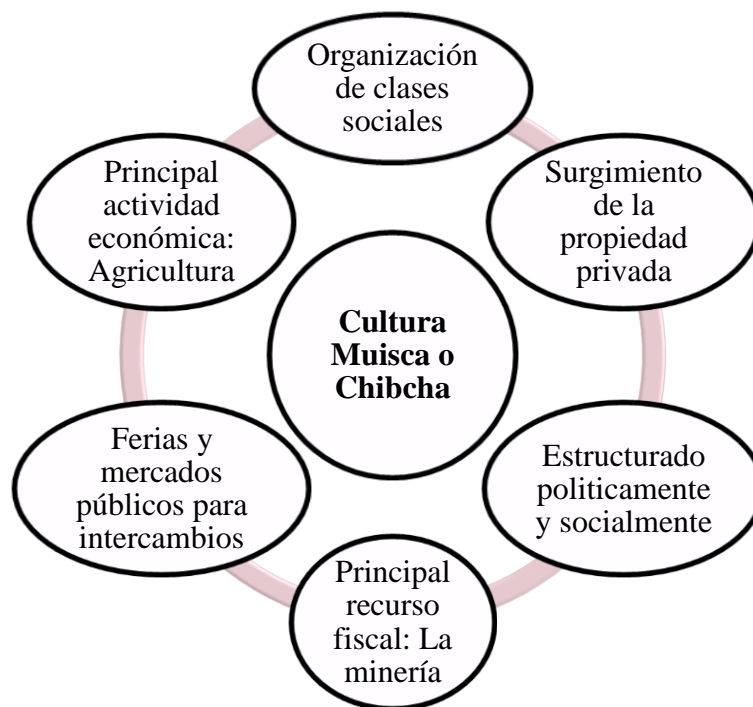 Organización
de clases
sociales
Surgimiento
de la
propiedad
privada
Estructurado
politicamente
y socialmente
Principal
recurso
fiscal: La
minería
Ferias y
mercados
públicos para
intercambios
Principal
actividad
económica:
Agricultura
Cultura
Muisca o
Chibcha